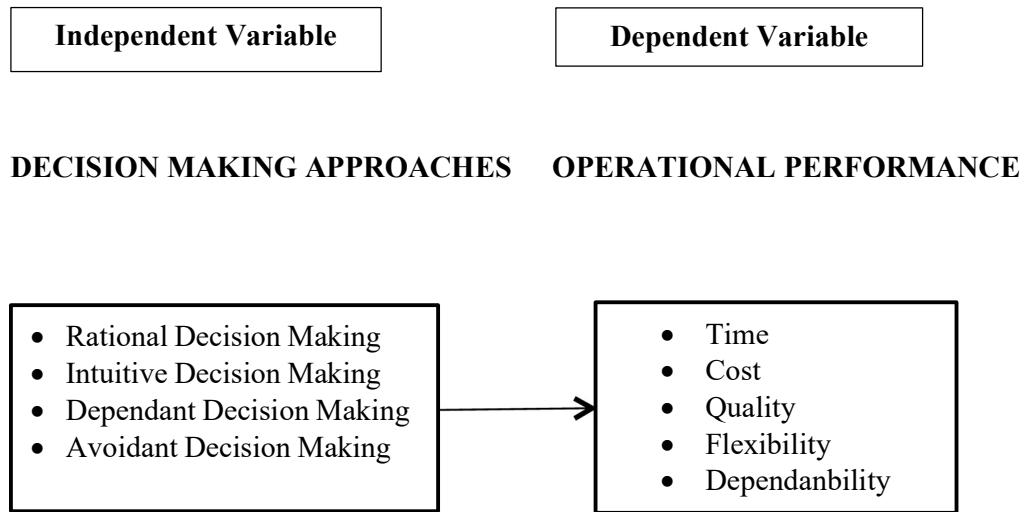 Independent Variable
Dependent Variable
DECISION MAKING APPROACHES
OPERATIONAL PERFORMANCE
• Rational Decision Making
• Intuitive Decision Making
• Dependant Decision Making
• Avoidant Decision Making
• Time
• Cost
• Quality
• Flexibility
• Dependanbility